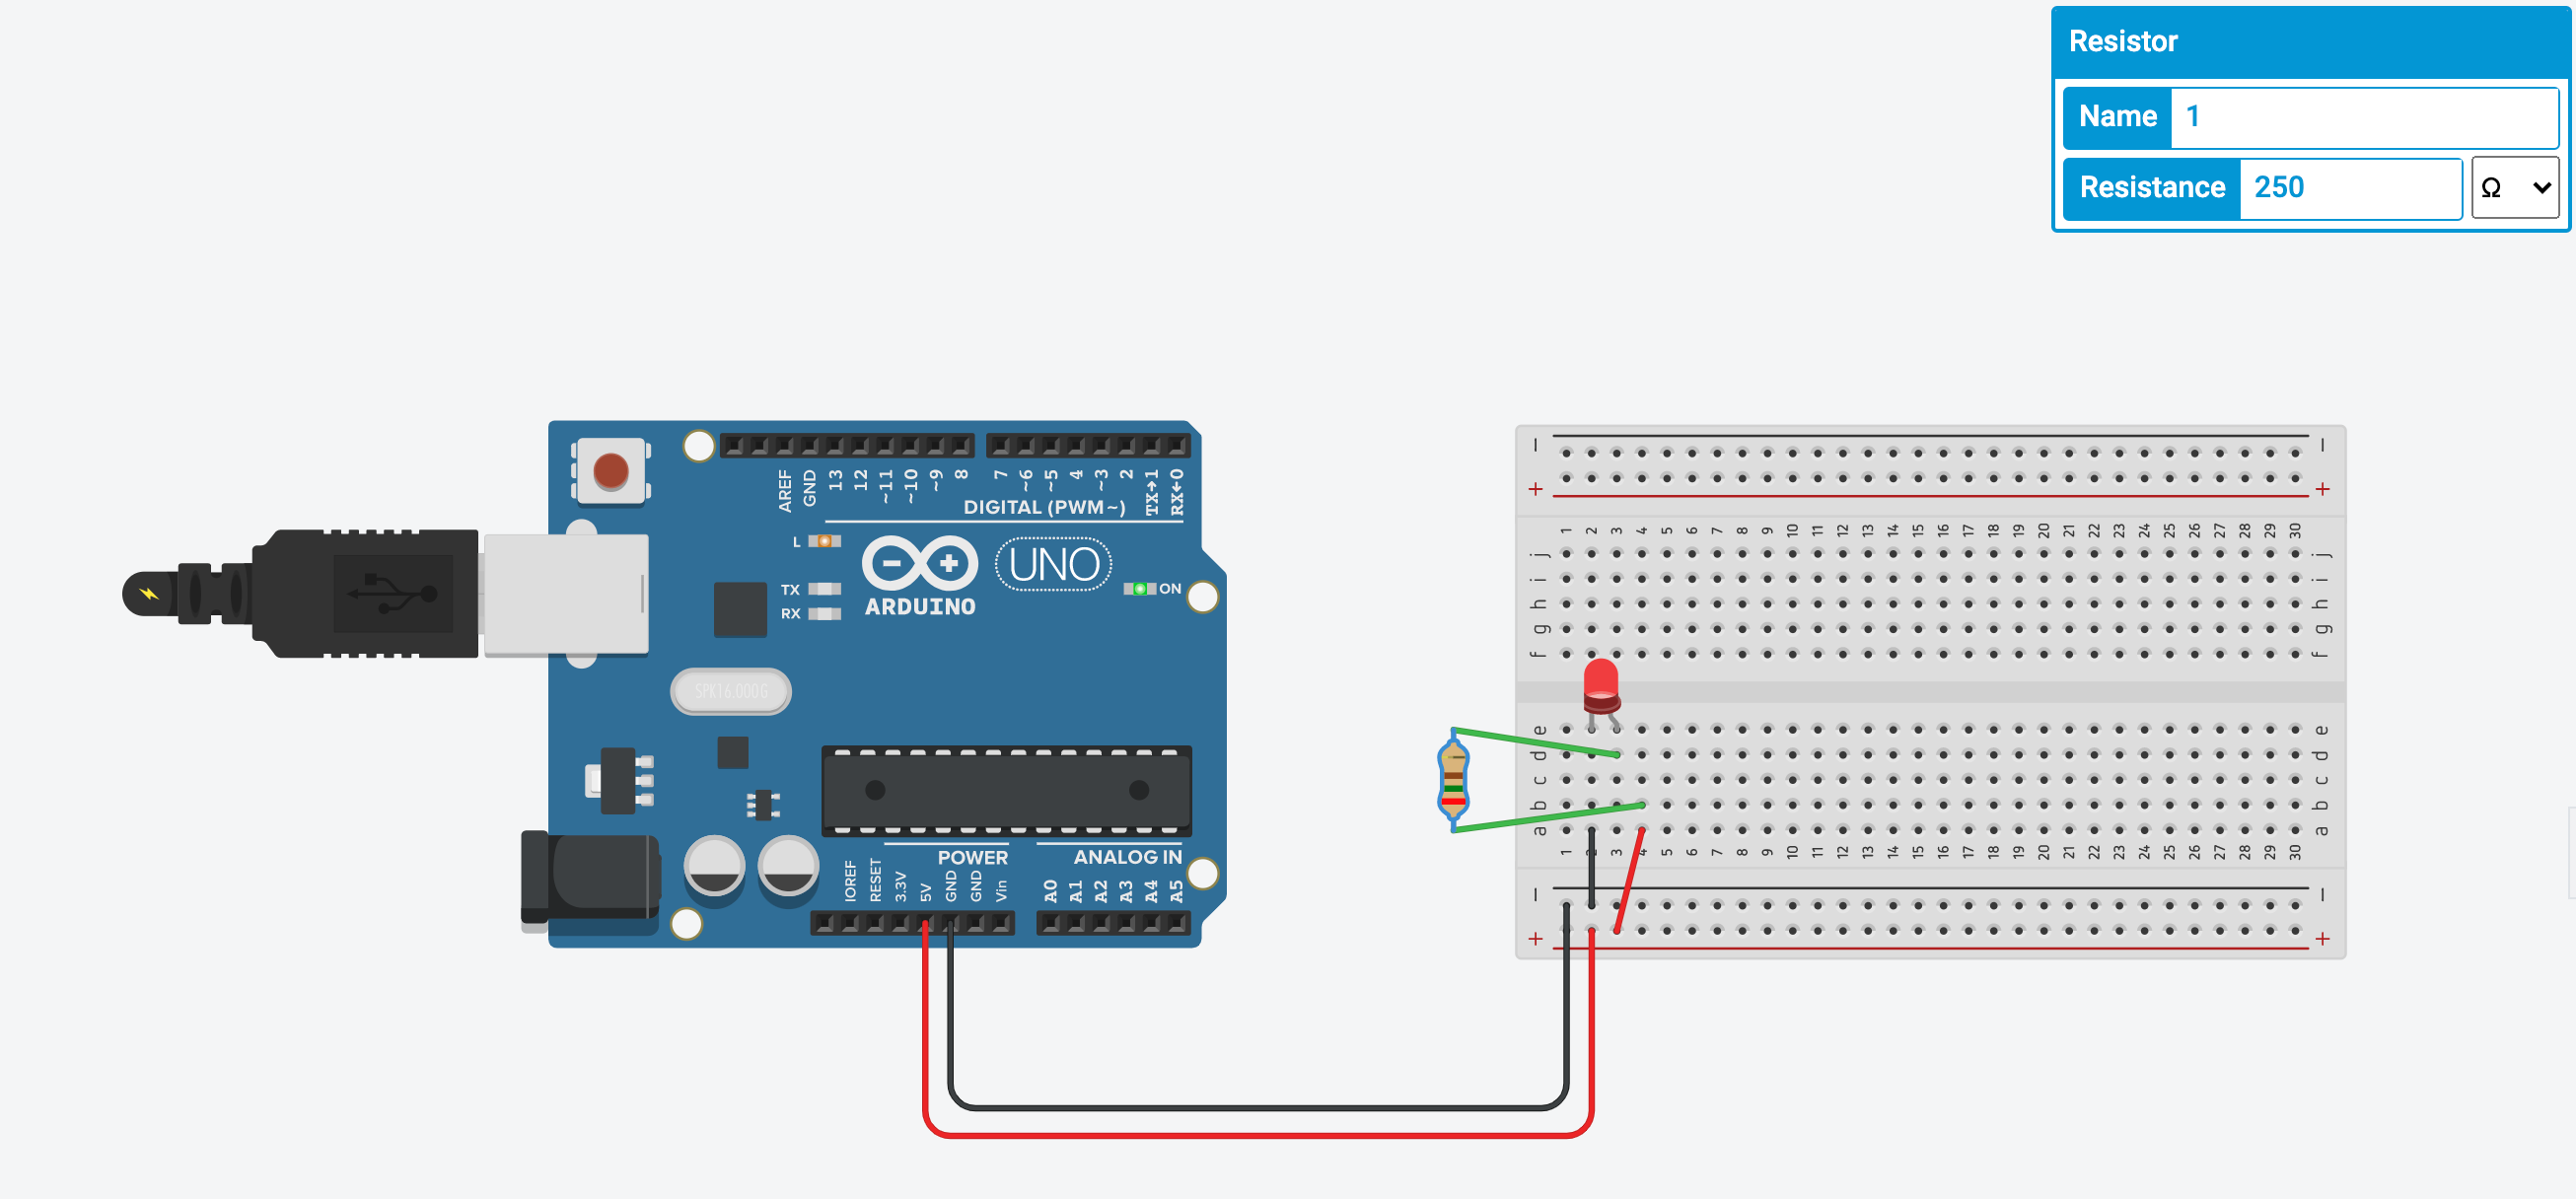 Resistor
Name 1
Resistance 250 Ω
AREF GND 13 12 ~11 ~10 ~9 8 7 ~6 ~5 4 ~3 2 TX→1 RX←0
DIGITAL (PWM ~)
L
UNO
TX
ON
RX
ARDUINO
SPK16.000G
POWER
ANALOG IN
IOREF RESET 3.3V 5V GND GND Vin A0 A1 A2 A3 A4 A5
− −
+ +
1 2 3 4 5 6 7 8 9 10 11 12 13 14 15 16 17 18 19 20 21 22 23 24 25 26 27 28 29 30
j j
i i
h h
g g
f f
e e
d d
c c
b b
a a
1 2 3 4 5 6 7 8 9 10 11 12 13 14 15 16 17 18 19 20 21 22 23 24 25 26 27 28 29 30
− −
+ +